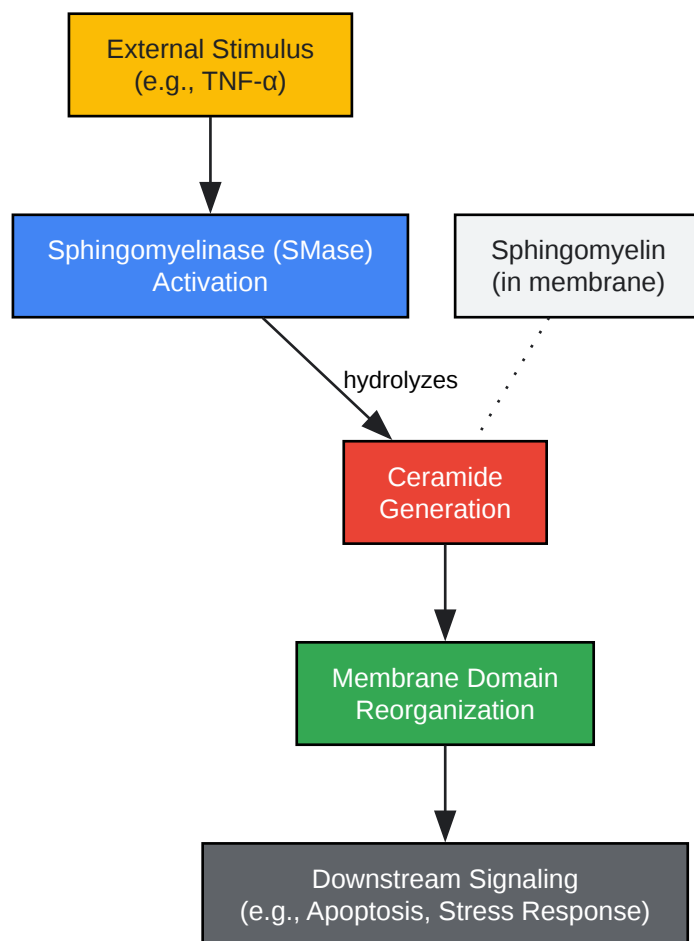 External Stimulus
(e.g., TNF-α)
Sphingomyelinase (SMase)
Activation
Sphingomyelin
(in membrane)
hydrolyzes
Ceramide
Generation
Membrane Domain
Reorganization
Downstream Signaling
(e.g., Apoptosis, Stress Response)